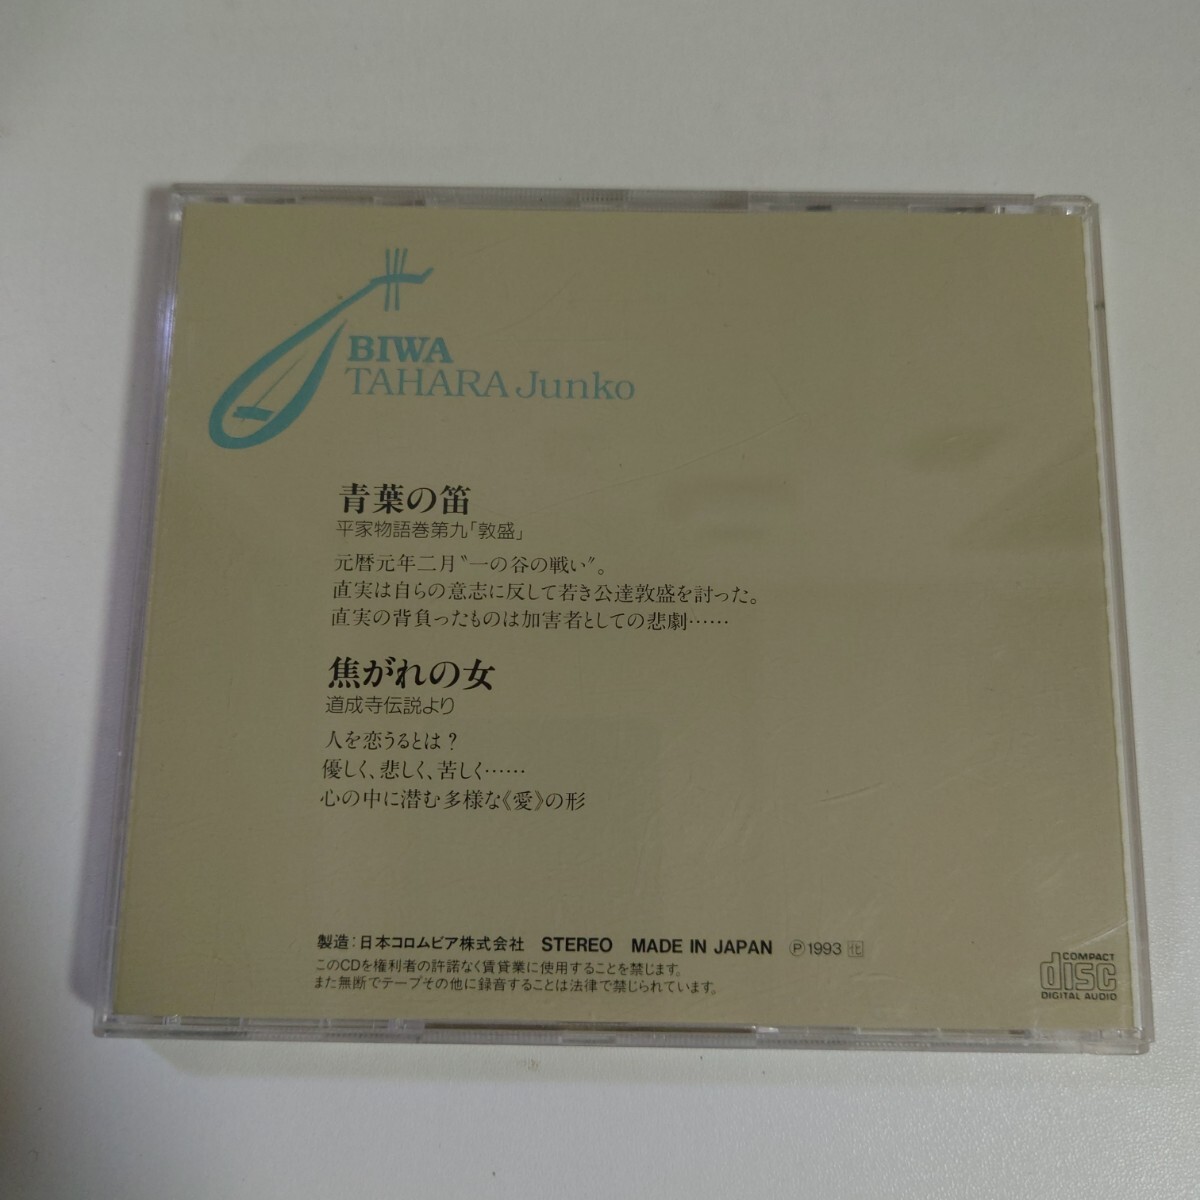 BIWA
TAHARA Junko
青葉の笛
平家物語巻第九「敦盛」
元暦元年二月〝一の谷の戦い〟。
直実は自らの意志に反して若き公達敦盛を討った。
直実の背負ったものは加害者としての悲劇……
焦がれの女
道成寺伝説より
人を恋うるとは？
優しく、悲しく、苦しく……
心の中に潜む多様な《愛》の形
製造：日本コロムビア株式会社 STEREO MADE IN JAPAN Ⓟ1993 化
このCDを権利者の許諾なく賃貸業に使用することを禁じます。
また無断でテープその他に録音することは法律で禁じられています。
COMPACT
disc
DIGITAL AUDIO